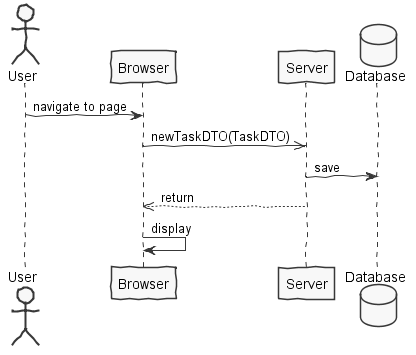 User
Browser
Server
Database
navigate to page
newTaskDTO(TaskDTO)
save
return
display
User
Browser
Server
Database